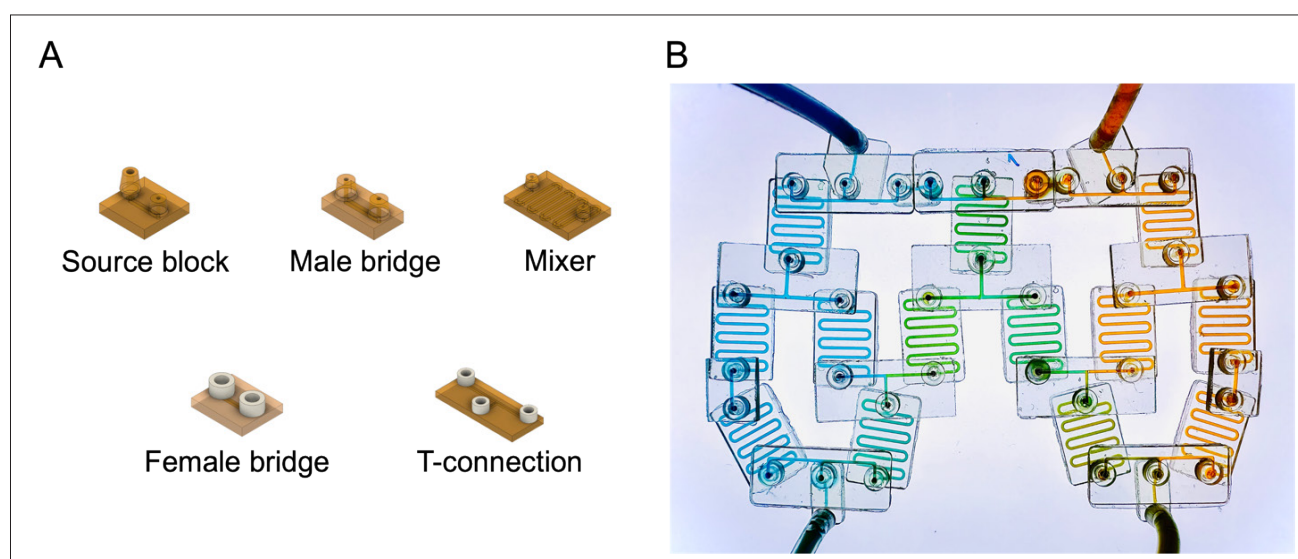 A
B
Source block
Male bridge
Mixer
Female bridge
T-connection